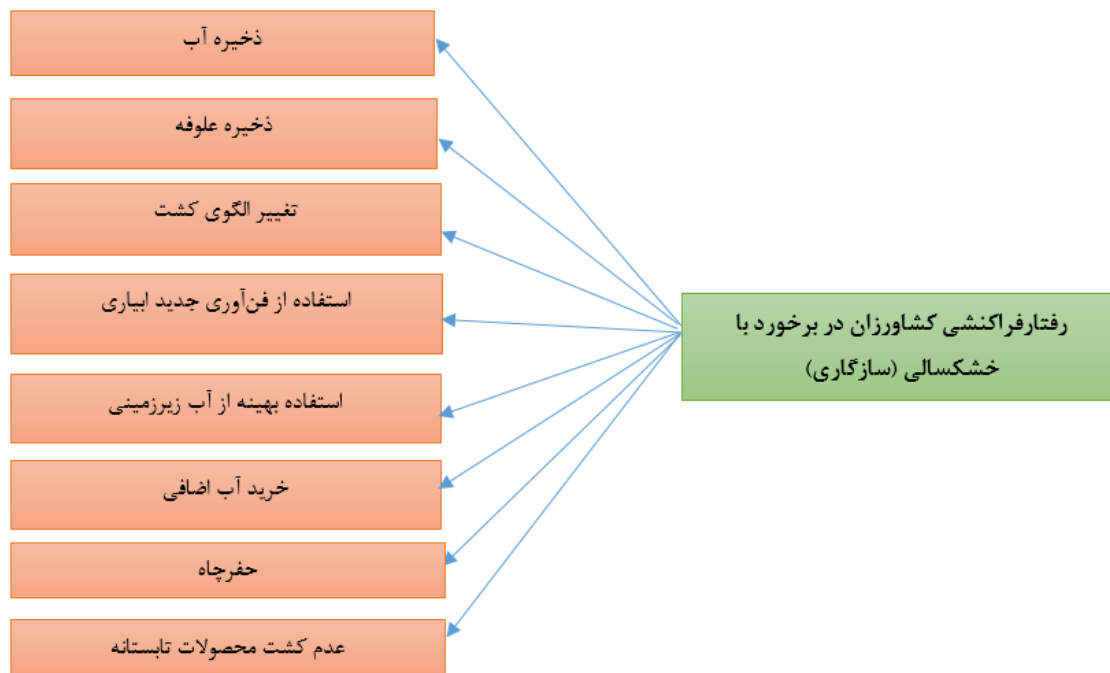 ذخیره آب
ذخیره علوفه
تغییر الگوی کشت
استفاده از فن‌آوری جدید ابیاری
استفاده بهینه از آب زیرزمینی
خرید آب اضافی
حفرچاه
عدم کشت محصولات تابستانه
رفتارفراکنشی کشاورزان در برخورد با
خشکسالی (سازگاری)